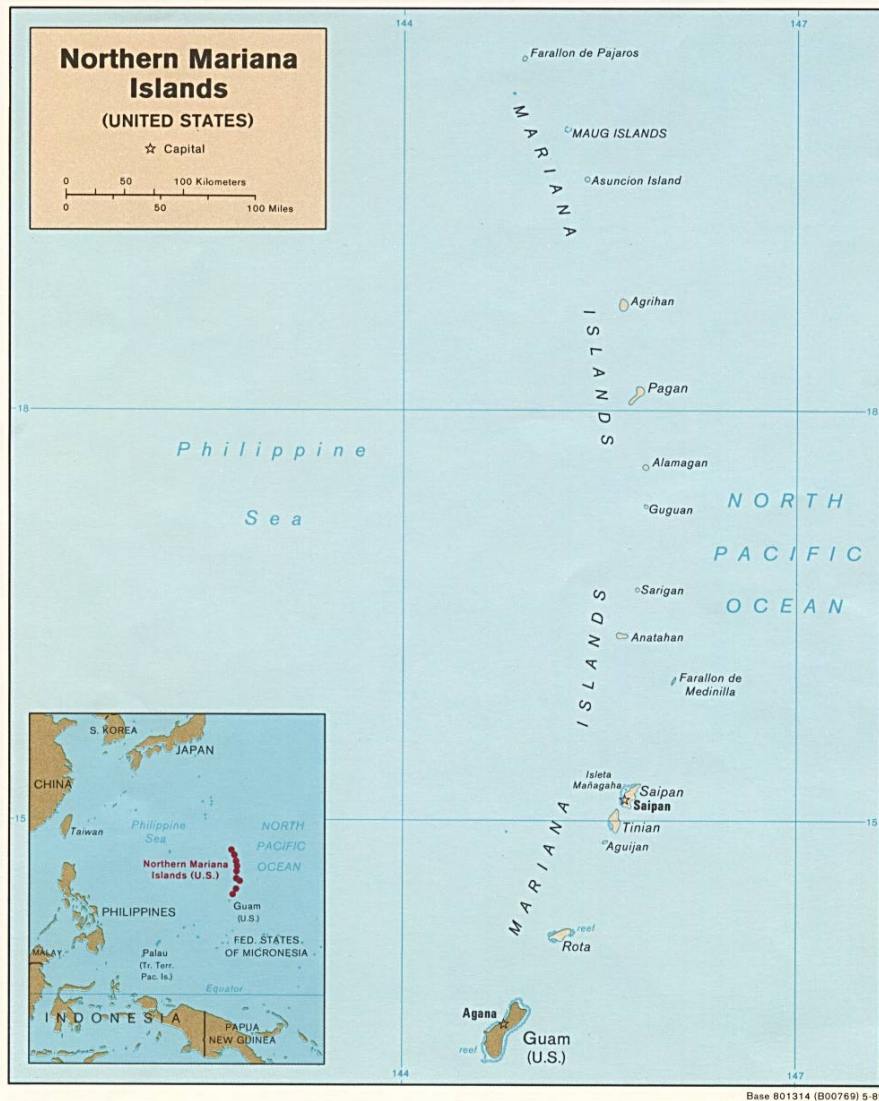 144
147
Northern Mariana
Islands
(UNITED STATES)
☆ Capital
0 50 100 Kilometers
0 50 100 Miles
Farallon de Pajaros
MAUG ISLANDS
Asuncion Island
MARIANA
ISLANDS
Agrihan
Pagan
18
18
Philippine
Sea
Alamagan
Guguan
NORTH
PACIFIC
OCEAN
Sarigan
Anatahan
Farallon de
Medinilla
MARIANA
ISLANDS
Isleta
Mañagaha
Saipan
Saipan
15
15
Tinian
Aguijan
reef
Rota
Agana
Guam
(U.S.)
reef
144
147
S. KOREA
JAPAN
CHINA
Taiwan
Philippine
Sea
NORTH
PACIFIC
OCEAN
Northern Mariana
Islands (U.S.)
Guam
(U.S.)
PHILIPPINES
FED. STATES
OF MICRONESIA
MALAY.
Palau
(Tr. Terr.
Pac. Is.)
Equator
INDONESIA
PAPUA
NEW GUINEA
Base 801314 (B00769) 5-8